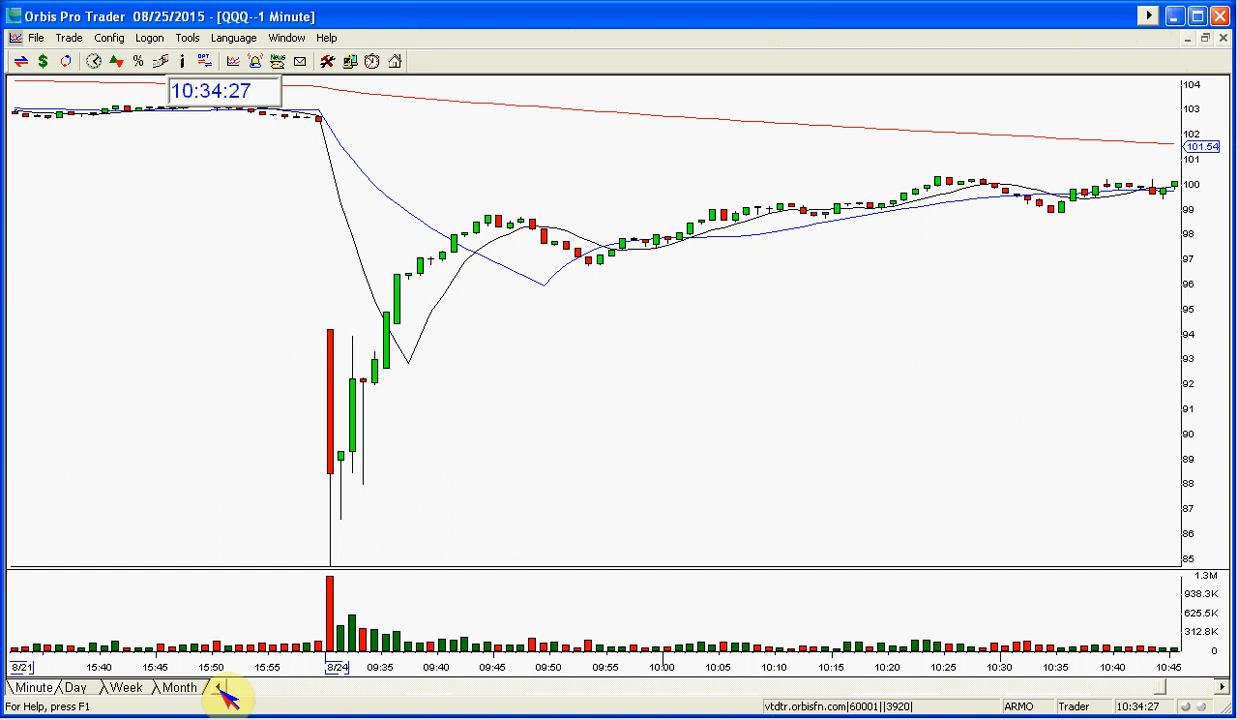 Orbis Pro Trader 08/25/2015 - [QQQ--1 Minute]
File Trade Config Logon Tools Language Window Help
10:34:27
104
103
102
101.54
101
100
99
98
97
96
95
94
93
92
91
90
89
88
87
86
85
1.3M
938.3K
625.5K
312.8K
0
8/21 15:40 15:45 15:50 15:55 8/24 09:35 09:40 09:45 09:50 09:55 10:00 10:05 10:10 10:15 10:20 10:25 10:30 10:35 10:40 10:45
Minute Day Week Month
For Help, press F1 vtdtr.orbisfn.com|60001||3920| ARMO Trader 10:34:27